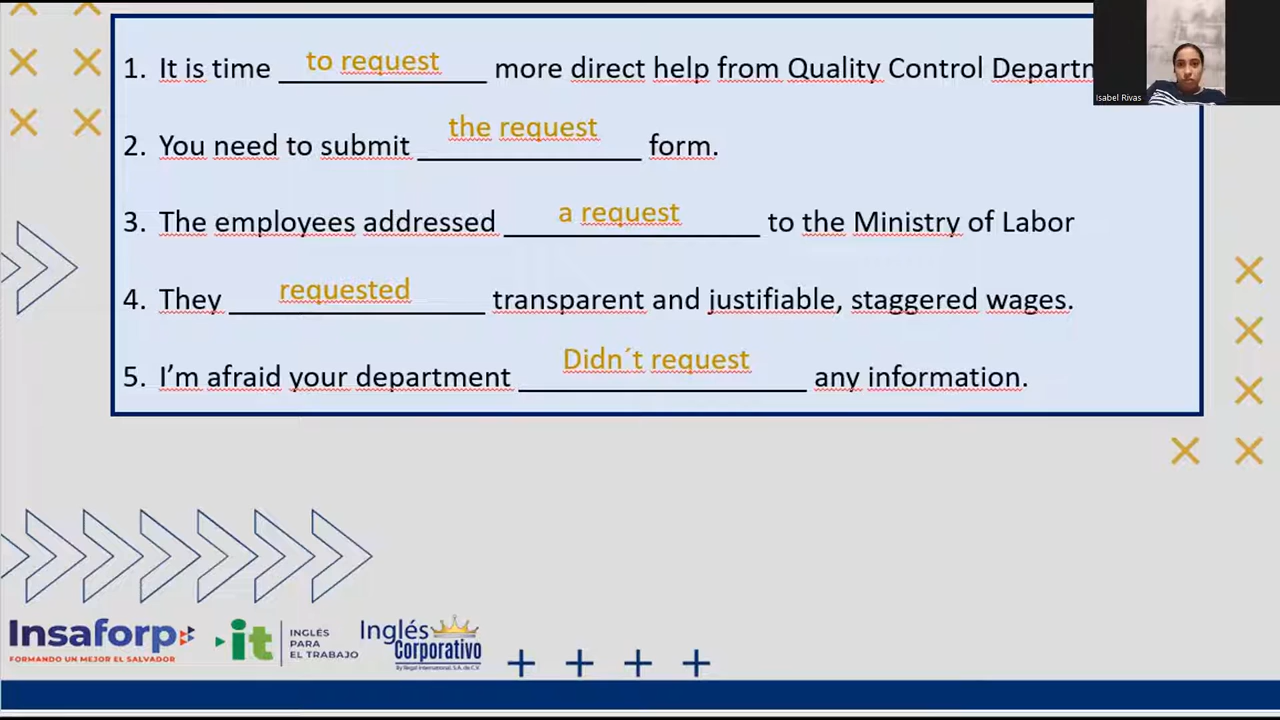 1. It is time to request more direct help from Quality Control Departm
Isabel Rivas
2. You need to submit the request form.
3. The employees addressed a request to the Ministry of Labor
4. They requested transparent and justifiable, staggered wages.
5. I’m afraid your department Didn´t request any information.
Insaforp
FORMANDO UN MEJOR EL SALVADOR
it
INGLÉS
PARA
EL TRABAJO
Inglés
Corporativo